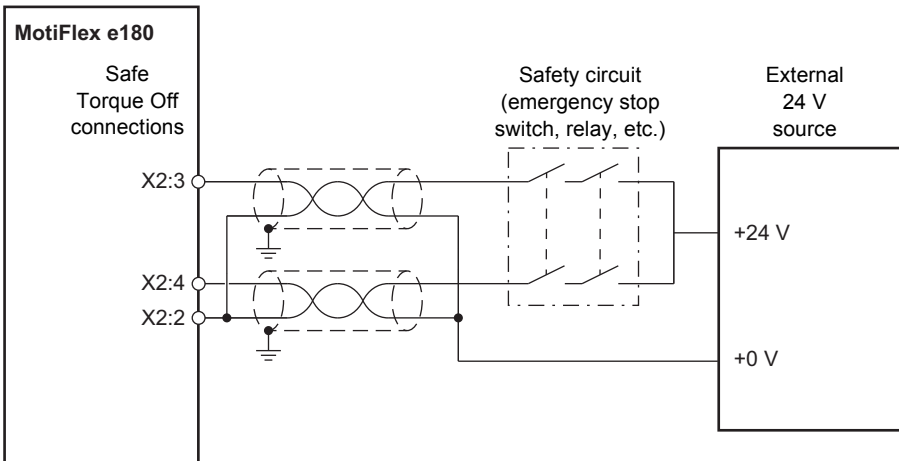 MotiFlex e180
Safe
Torque Off
connections
Safety circuit
(emergency stop
switch, relay, etc.)
External
24 V
source
X2:3
+24 V
X2:4
X2:2
+0 V